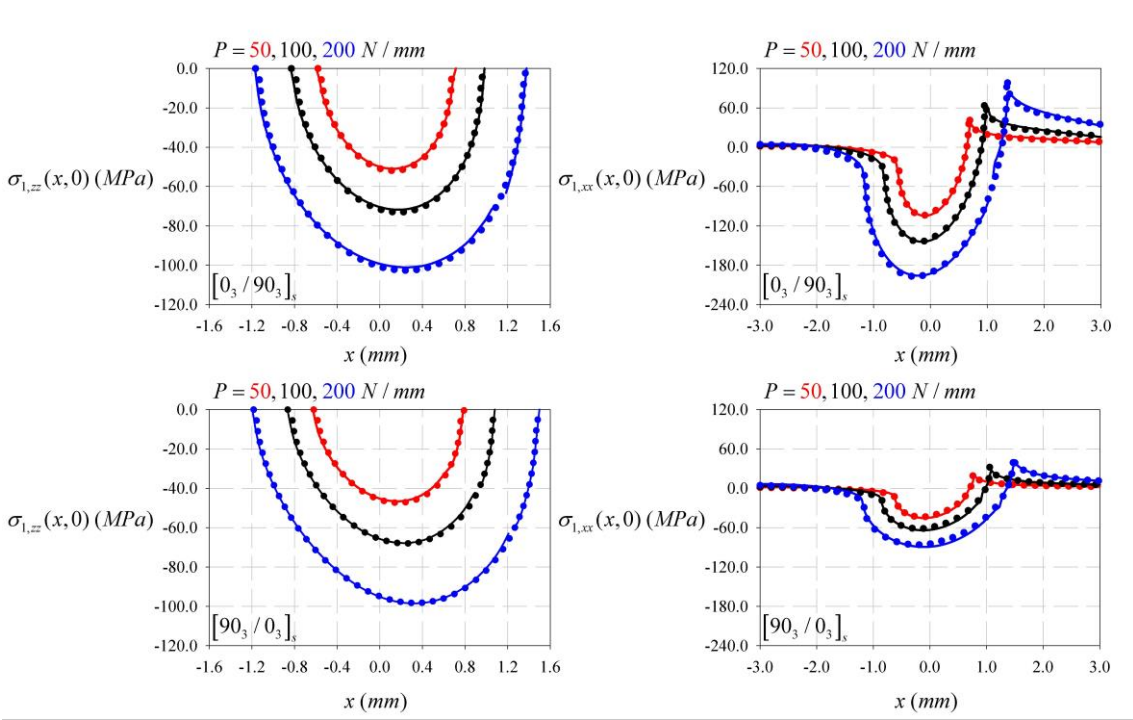 P = 50, 100, 200 N / mm
0.0
-20.0
-40.0
-60.0
-80.0
-100.0
-120.0
σ1,zz(x,0) (MPa)
[0₃ / 90₃]ₛ
-1.6 -1.2 -0.8 -0.4 0.0 0.4 0.8 1.2 1.6
x (mm)
P = 50, 100, 200 N / mm
120.0
60.0
0.0
-60.0
-120.0
-180.0
-240.0
σ1,xx(x,0) (MPa)
[0₃ / 90₃]ₛ
-3.0 -2.0 -1.0 0.0 1.0 2.0 3.0
x (mm)
P = 50, 100, 200 N / mm
0.0
-20.0
-40.0
-60.0
-80.0
-100.0
-120.0
σ1,zz(x,0) (MPa)
[90₃ / 0₃]ₛ
-1.6 -1.2 -0.8 -0.4 0.0 0.4 0.8 1.2 1.6
x (mm)
P = 50, 100, 200 N / mm
120.0
60.0
0.0
-60.0
-120.0
-180.0
-240.0
σ1,xx(x,0) (MPa)
[90₃ / 0₃]ₛ
-3.0 -2.0 -1.0 0.0 1.0 2.0 3.0
x (mm)